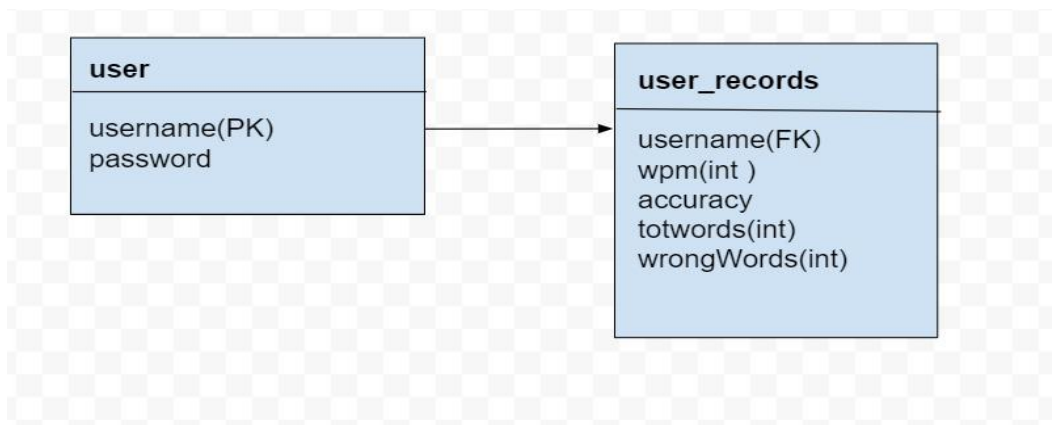 user
username(PK)
password
user_records
username(FK)
wpm(int )
accuracy
totwords(int)
wrongWords(int)